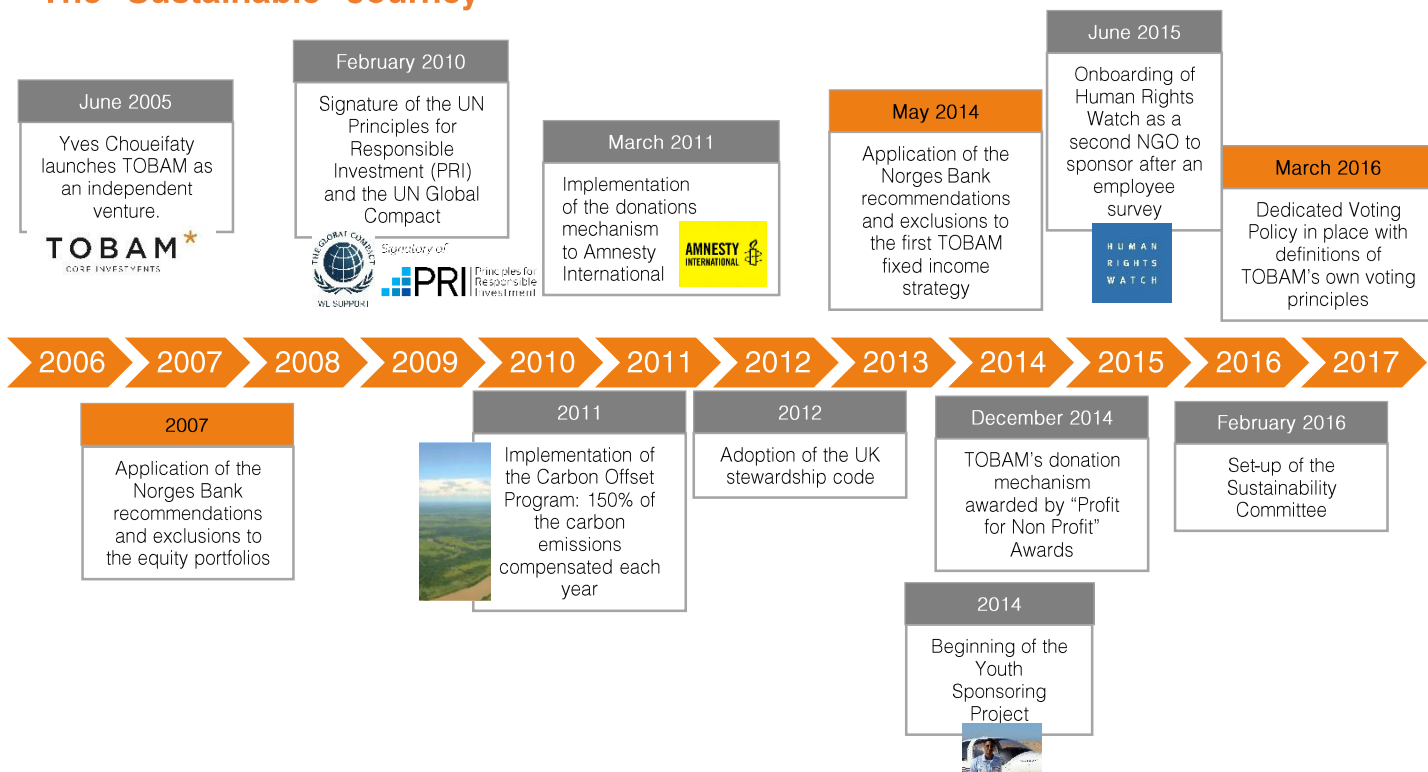 The "Sustainable" Journey
June 2005
Yves Choueifaty
launches TOBAM as
an independent
venture.
TOBAM*
CORE INVESTMENTS
February 2010
Signature of the UN
Principles for
Responsible
Investment (PRI)
and the UN Global
Compact
THE GLOBAL COMPACT
WE SUPPORT
Signatory of
PRI Principles for
Responsible
Investment
March 2011
Implementation
of the donations
mechanism
to Amnesty
International
AMNESTY
INTERNATIONAL
May 2014
Application of the
Norges Bank
recommendations
and exclusions to
the first TOBAM
fixed income
strategy
June 2015
Onboarding of
Human Rights
Watch as a
second NGO to
sponsor after an
employee
survey
HUMAN
RIGHTS
WATCH
March 2016
Dedicated Voting
Policy in place with
definitions of
TOBAM's own voting
principles
2006 2007 2008 2009 2010 2011 2012 2013 2014 2015 2016 2017
2007
Application of the
Norges Bank
recommendations
and exclusions to
the equity portfolios
2011
Implementation of
the Carbon Offset
Program: 150% of
the carbon
emissions
compensated each
year
2012
Adoption of the UK
stewardship code
December 2014
TOBAM's donation
mechanism
awarded by "Profit
for Non Profit"
Awards
2014
Beginning of the
Youth
Sponsoring
Project
February 2016
Set-up of the
Sustainability
Committee